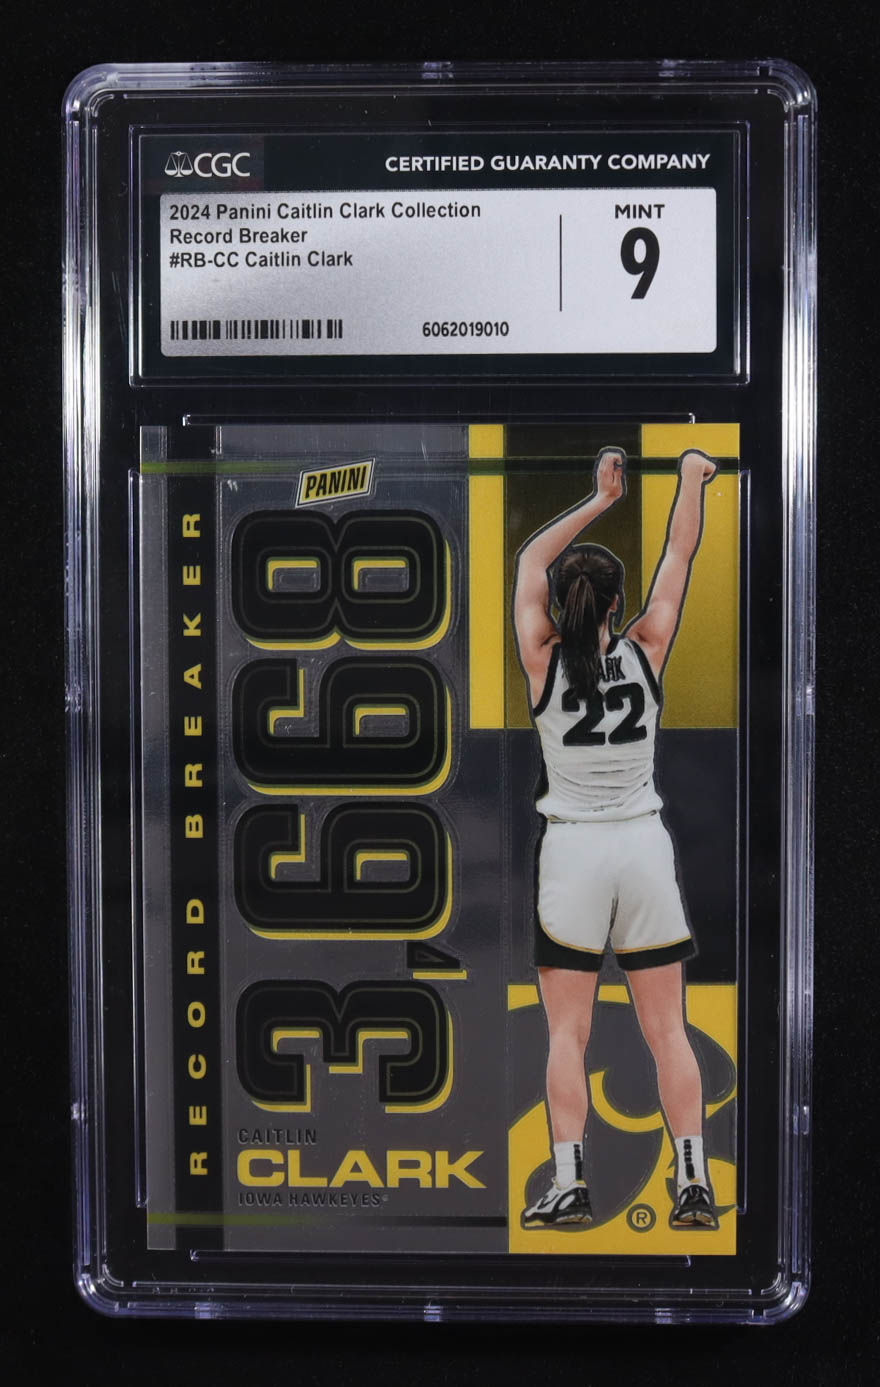 CGC
CERTIFIED GUARANTY COMPANY
2024 Panini Caitlin Clark Collection
Record Breaker
#RB-CC Caitlin Clark
MINT
9
6062019010
PANINI
RECORD BREAKER
3,668
ARK
22
CAITLIN
CLARK
IOWA HAWKEYES®
®